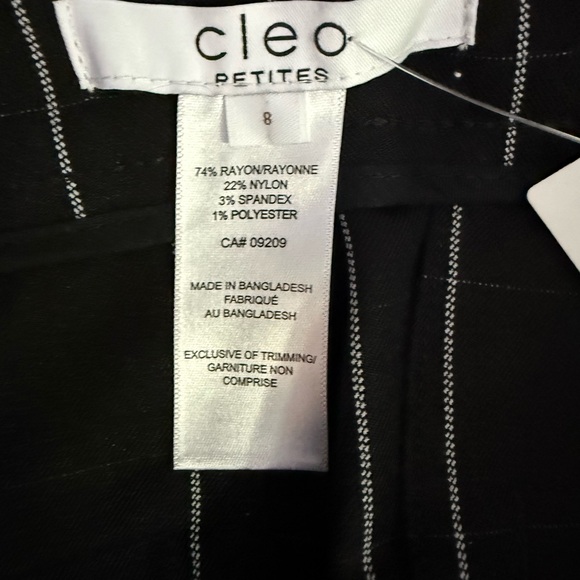 cleo
PETITES
8
74% RAYON/RAYONNE
22% NYLON
3% SPANDEX
1% POLYESTER
CA# 09209
MADE IN BANGLADESH
FABRIQUÉ
AU BANGLADESH
EXCLUSIVE OF TRIMMING/
GARNITURE NON
COMPRISE